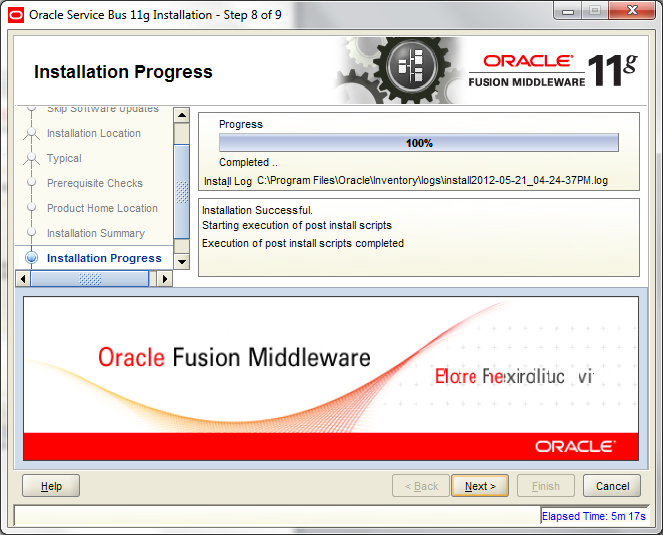 Oracle Service Bus 11g Installation - Step 8 of 9
Installation Progress
ORACLE
FUSION MIDDLEWARE 11g
Skip Software Updates
Installation Location
Typical
Prerequisite Checks
Product Home Location
Installation Summary
Installation Progress
Progress
100%
Completed ..
Install Log C:\Program Files\Oracle\Inventory\logs\install2012-05-21_04-24-37PM.log
Installation Successful.
Starting execution of post install scripts
Execution of post install scripts completed
Oracle Fusion Middleware
ORACLE
Help
< Back
Next >
Finish
Cancel
Elapsed Time: 5m 17s